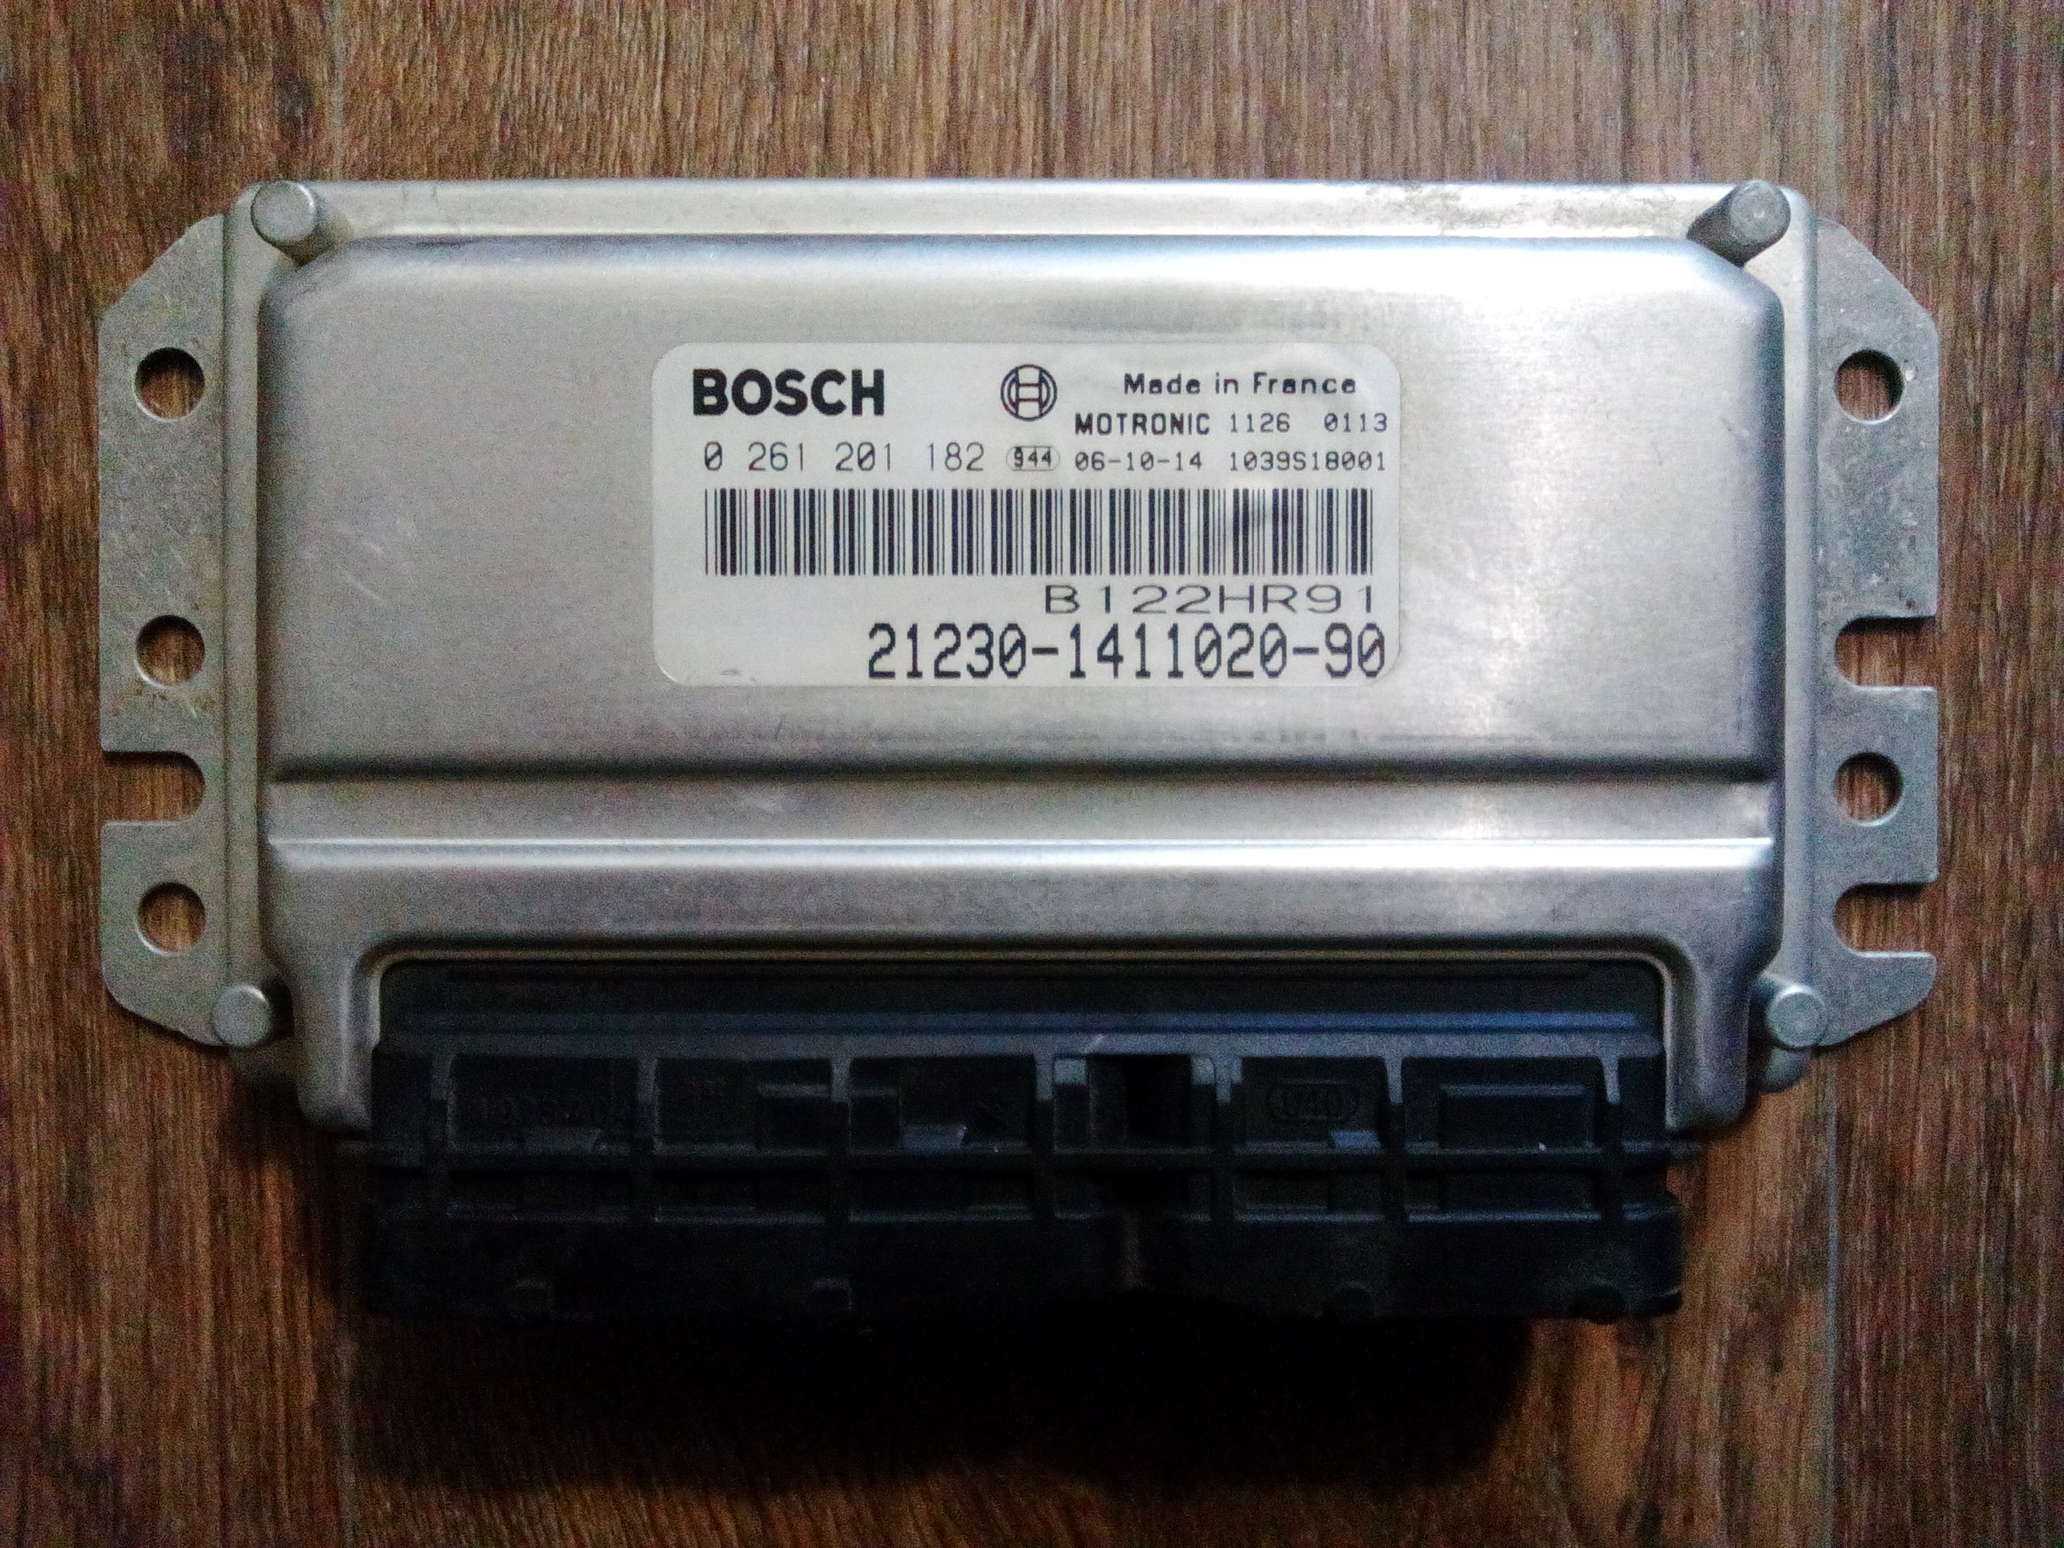 BOSCH Made in France
MOTRONIC 1126 0113
0 261 201 182 944 06-10-14 1039S18001
B122HR91
21230-1411020-90